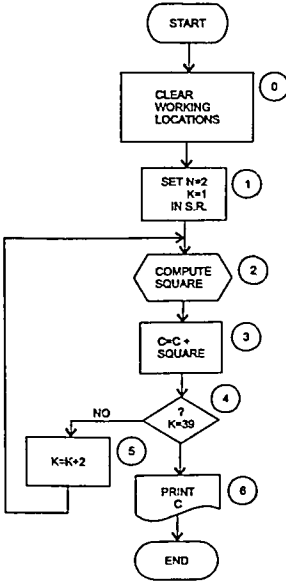 START
0
CLEAR
WORKING
LOCATIONS
1
SET N=2
K=1
IN S.R.
COMPUTE
SQUARE
2
3
C=C +
SQUARE
4
?
K=39
NO
K=K+2
5
PRINT
C
6
END